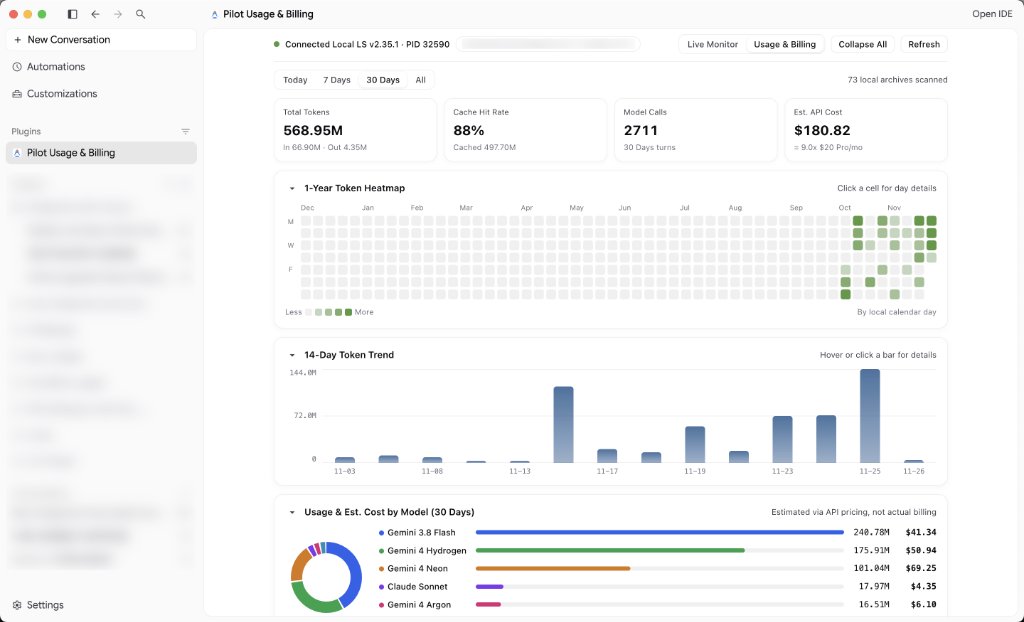 Pilot Usage & Billing
Open IDE
+ New Conversation
Automations
Customizations
Plugins
Pilot Usage & Billing
Settings
Connected Local LS v2.35.1 · PID 32590
Live Monitor
Usage & Billing
Collapse All
Refresh
Today
7 Days
30 Days
All
73 local archives scanned
Total Tokens
568.95M
In 66.90M · Out 4.35M
Cache Hit Rate
88%
Cached 497.70M
Model Calls
2711
30 Days turns
Est. API Cost
$180.82
≈ 9.0x $20 Pro/mo
1-Year Token Heatmap
Click a cell for day details
Dec Jan Feb Mar Apr May Jun Jul Aug Sep Oct Nov
M
W
F
Less More
By local calendar day
14-Day Token Trend
Hover or click a bar for details
144.0M
72.0M
0
11-03 11-08 11-13 11-17 11-19 11-23 11-25 11-26
Usage & Est. Cost by Model (30 Days)
Estimated via API pricing, not actual billing
Gemini 3.8 Flash 240.78M $41.34
Gemini 4 Hydrogen 175.91M $50.94
Gemini 4 Neon 101.04M $69.25
Claude Sonnet 17.97M $4.35
Gemini 4 Argon 16.51M $6.10